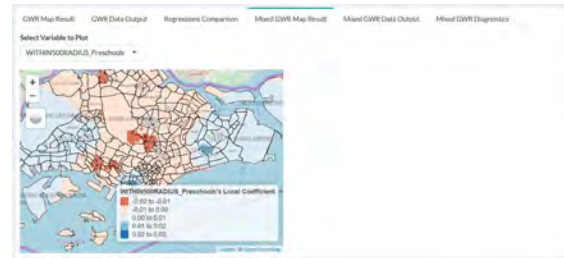 GWR Map Result GWR Data Output Regressions Comparison Mixed GWR Map Result Mixed GWR Data Output Mixed GWR Diagnostics
Select Variable to Plot
WITHIN500RADIUS_Preschools
+
−
WITHIN500RADIUS_Preschools's Local Coefficient
-0.02 to -0.01
-0.01 to 0.00
0.00 to 0.01
0.01 to 0.02
0.02 to 0.03